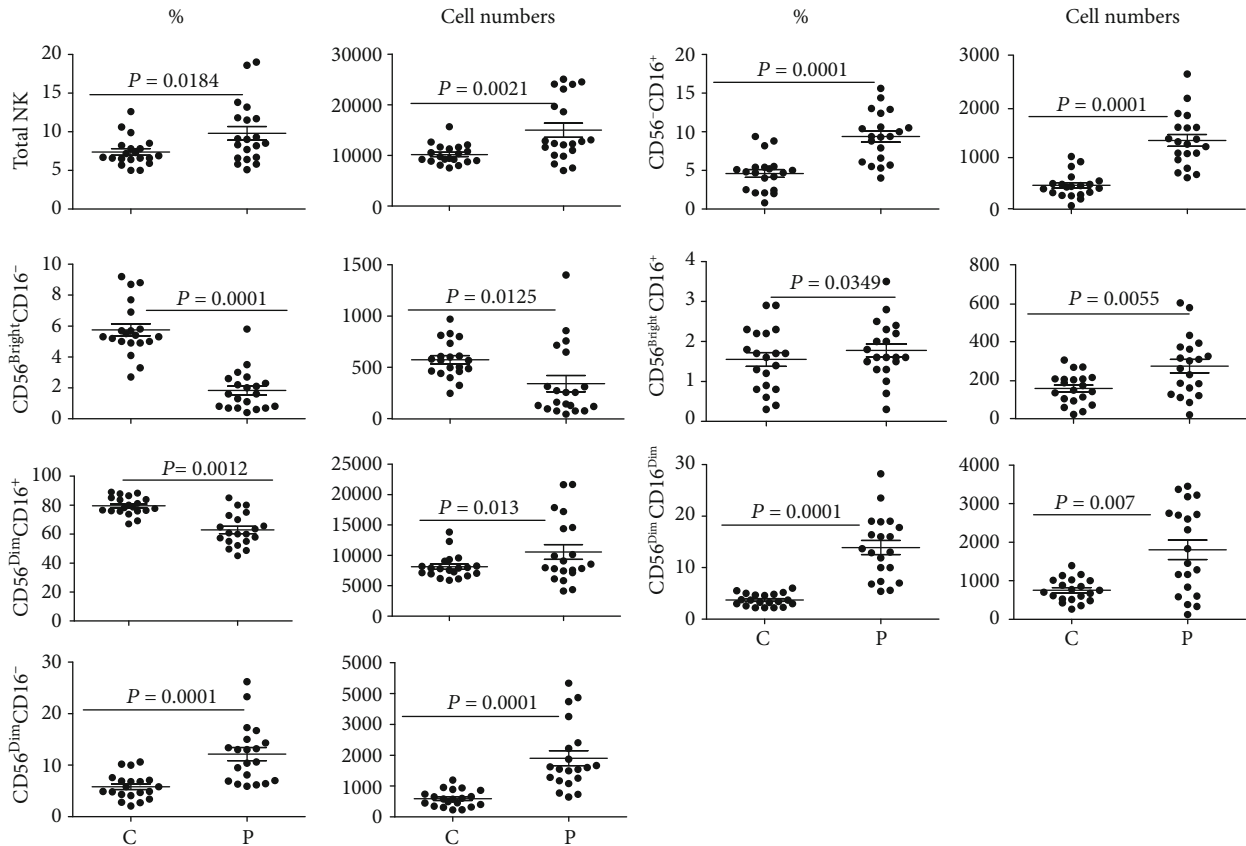 % Cell numbers % Cell numbers
Total NK
20
15
10
5
0
P = 0.0184
30000
20000
10000
0
P = 0.0021
CD56⁻CD16⁺
20
15
10
5
0
P = 0.0001
3000
2000
1000
0
P = 0.0001
CD56^Bright CD16⁻
10
8
6
4
2
0
P = 0.0001
1500
1000
500
0
P = 0.0125
CD56^Bright CD16⁺
4
3
2
1
0
P = 0.0349
800
600
400
200
0
P = 0.0055
CD56^Dim CD16⁺
100
80
60
40
20
0
P= 0.0012
25000
20000
15000
10000
5000
0
P = 0.013
CD56^Dim CD16^Dim
30
20
10
0
P = 0.0001
C P
4000
3000
2000
1000
0
P = 0.007
C P
CD56^Dim CD16⁻
30
20
10
0
P = 0.0001
C P
5000
4000
3000
2000
1000
0
P = 0.0001
C P